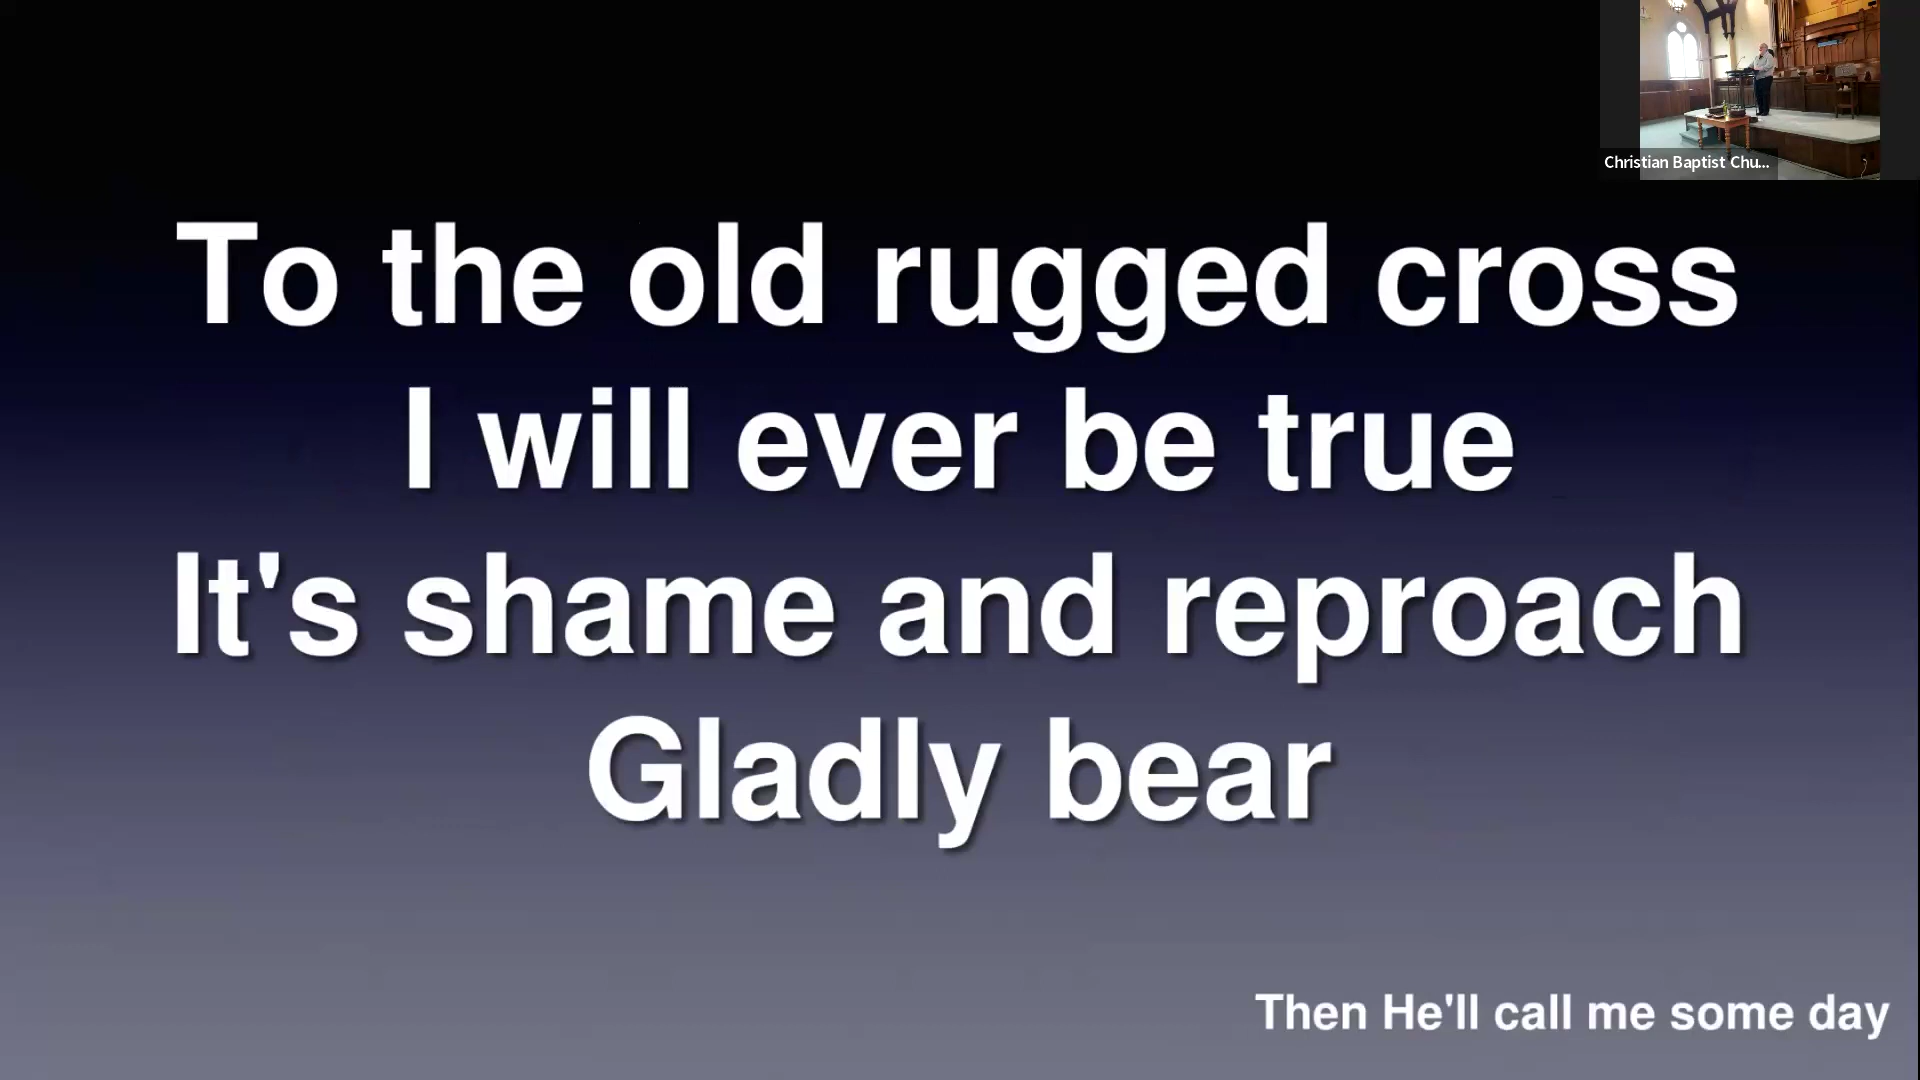 Christian Baptist Chu...
To the old rugged cross
I will ever be true
It's shame and reproach
Gladly bear
Then He'll call me some day